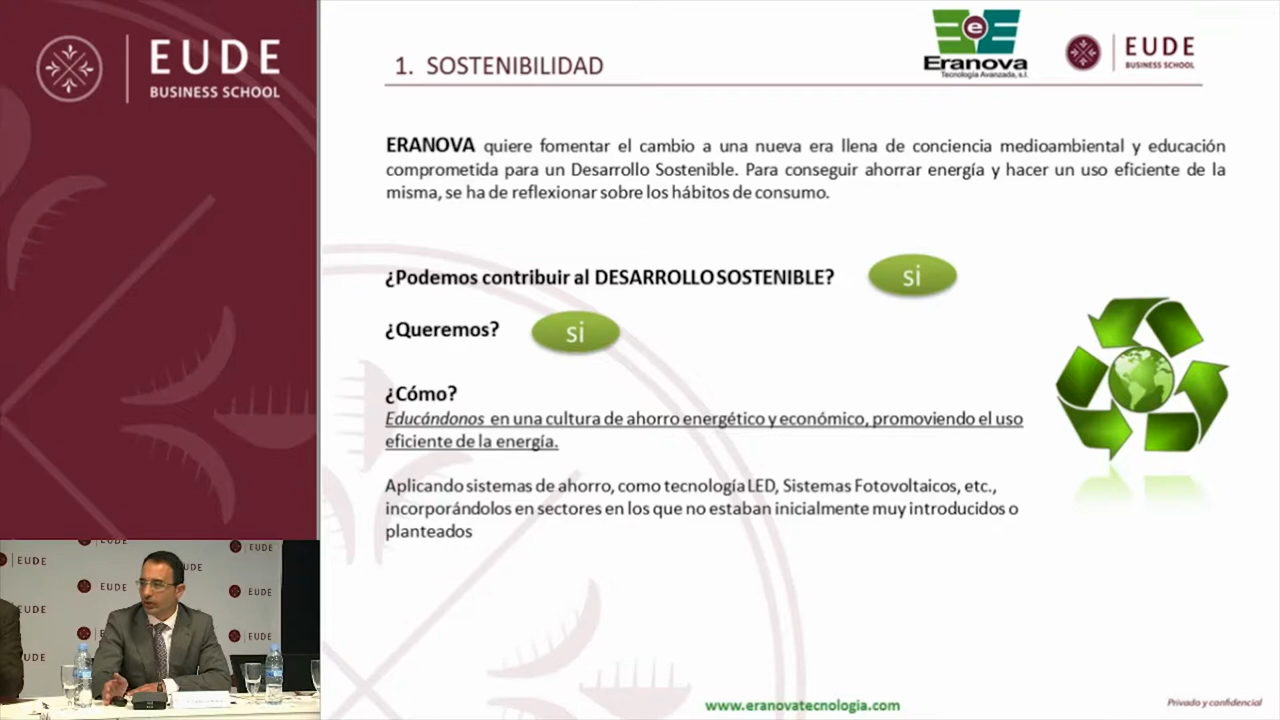 EUDE
BUSINESS SCHOOL
1. SOSTENIBILIDAD
e
Eranova
Tecnología Avanzada, s.l.
EUDE
BUSINESS SCHOOL
ERANOVA quiere fomentar el cambio a una nueva era llena de conciencia medioambiental y educación
comprometida para un Desarrollo Sostenible. Para conseguir ahorrar energía y hacer un uso eficiente de la
misma, se ha de reflexionar sobre los hábitos de consumo.
¿Podemos contribuir al DESARROLLO SOSTENIBLE? si
¿Queremos? si
¿Cómo?
Educándonos en una cultura de ahorro energético y económico, promoviendo el uso
eficiente de la energía.
Aplicando sistemas de ahorro, como tecnología LED, Sistemas Fotovoltaicos, etc.,
incorporándolos en sectores en los que no estaban inicialmente muy introducidos o
planteados
EUDE
EUDE
EUDE
EUDE
EUDE
EUDE
EUDE
www.eranovatecnologia.com
Privado y confidencial